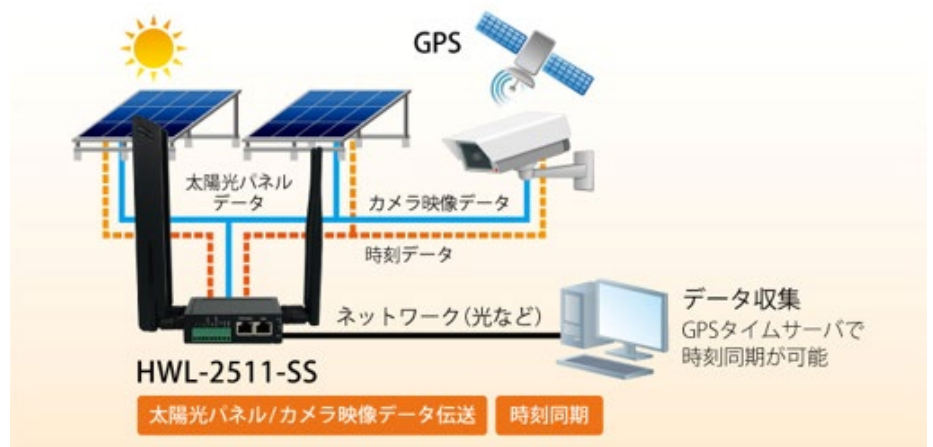 GPS
太陽光パネル
データ
カメラ映像データ
時刻データ
ネットワーク(光など)
データ収集
GPSタイムサーバで
時刻同期が可能
HWL-2511-SS
太陽光パネル/カメラ映像データ伝送
時刻同期